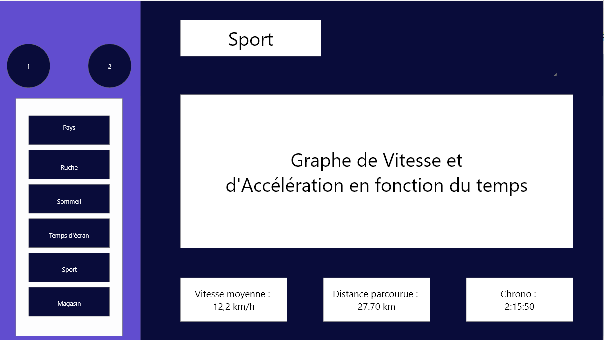 Sport
1
2
Pays
Ruche
Sommeil
Temps d'écran
Sport
Magasin
Graphe de Vitesse et
d'Accélération en fonction du temps
Vitesse moyenne :
12,2 km/h
Distance parcourue :
27.70 km
Chrono :
2:15:50